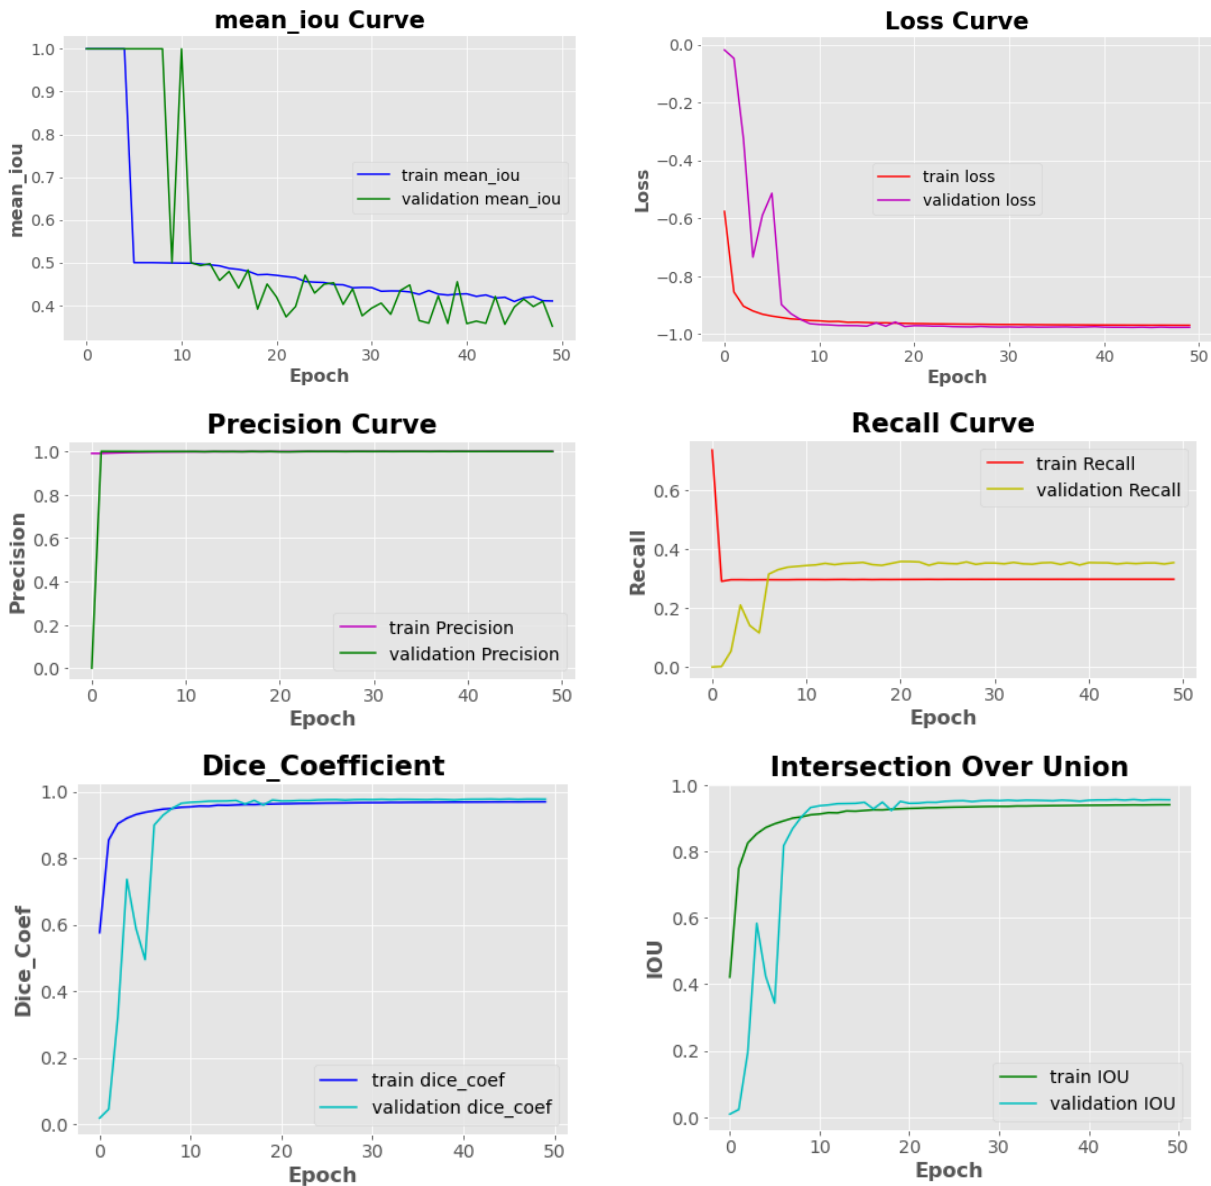 mean_iou Curve
1.0
0.9
0.8
0.7
0.6
0.5
0.4
mean_iou
train mean_iou
validation mean_iou
0 10 20 30 40 50
Epoch
Loss Curve
0.0
−0.2
−0.4
−0.6
−0.8
−1.0
Loss
train loss
validation loss
0 10 20 30 40 50
Epoch
Precision Curve
1.0
0.8
0.6
0.4
0.2
0.0
Precision
train Precision
validation Precision
0 10 20 30 40 50
Epoch
Recall Curve
0.6
0.4
0.2
0.0
Recall
train Recall
validation Recall
0 10 20 30 40 50
Epoch
Dice_Coefficient
1.0
0.8
0.6
0.4
0.2
0.0
Dice_Coef
train dice_coef
validation dice_coef
0 10 20 30 40 50
Epoch
Intersection Over Union
1.0
0.8
0.6
0.4
0.2
0.0
IOU
train IOU
validation IOU
0 10 20 30 40 50
Epoch